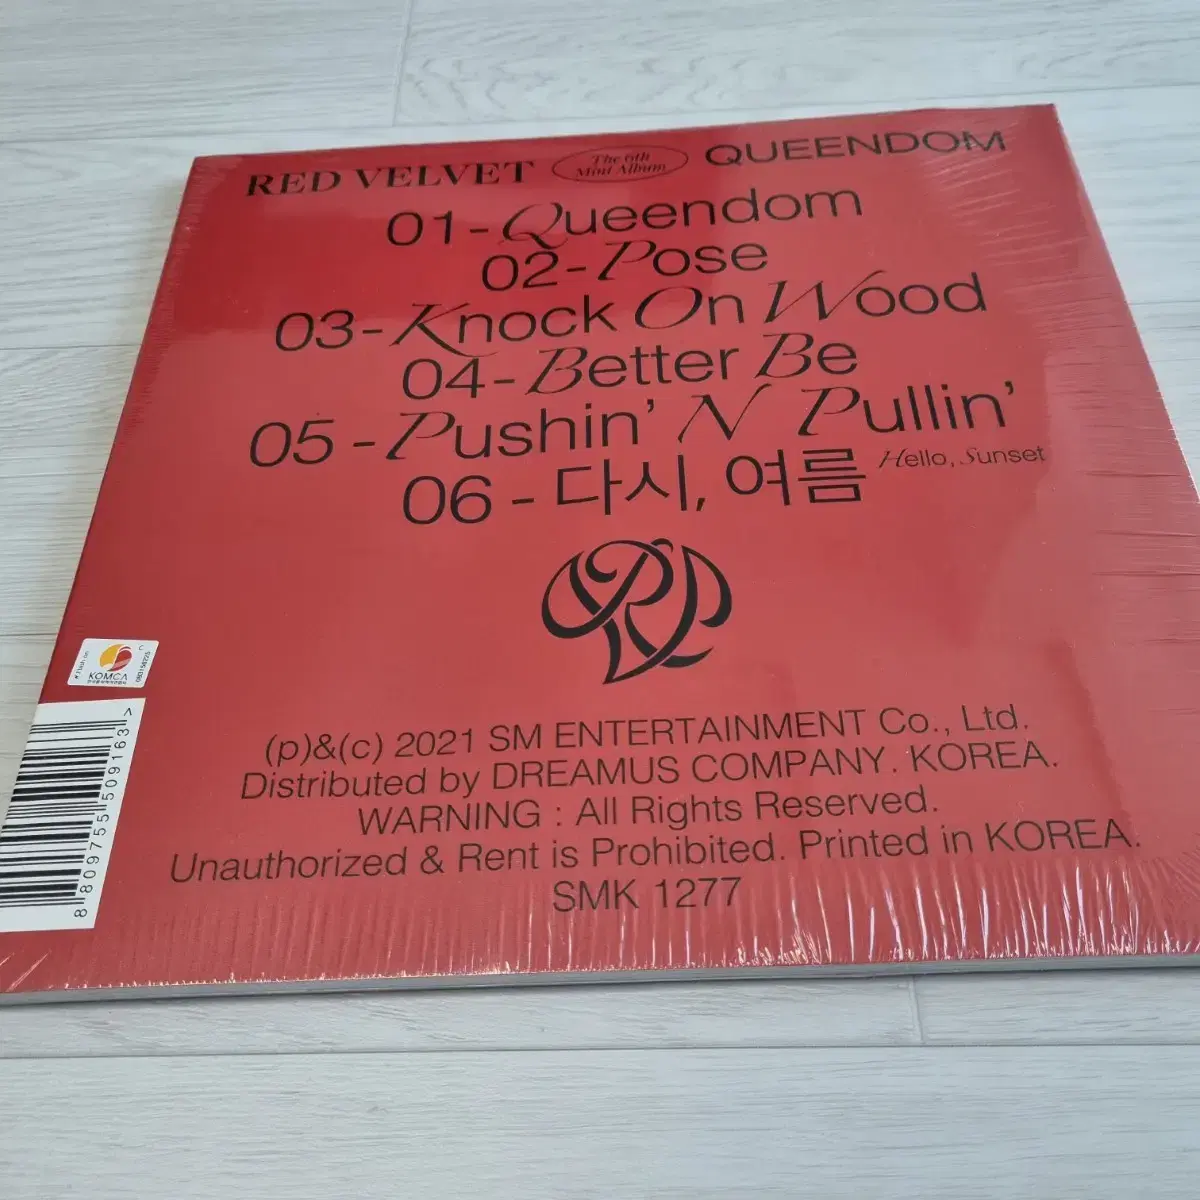 RED VELVET The 6th Mini Album QUEENDOM
01-Queendom
02-Pose
03-Knock On Wood
04-Better Be
05-Pushin' N Pullin'
06-다시, 여름 Hello, Sunset
KOMCA
8 809755 509163 >
(p)&(c) 2021 SM ENTERTAINMENT Co., Ltd.
Distributed by DREAMUS COMPANY. KOREA.
WARNING : All Rights Reserved.
Unauthorized & Rent is Prohibited. Printed in KOREA.
SMK 1277